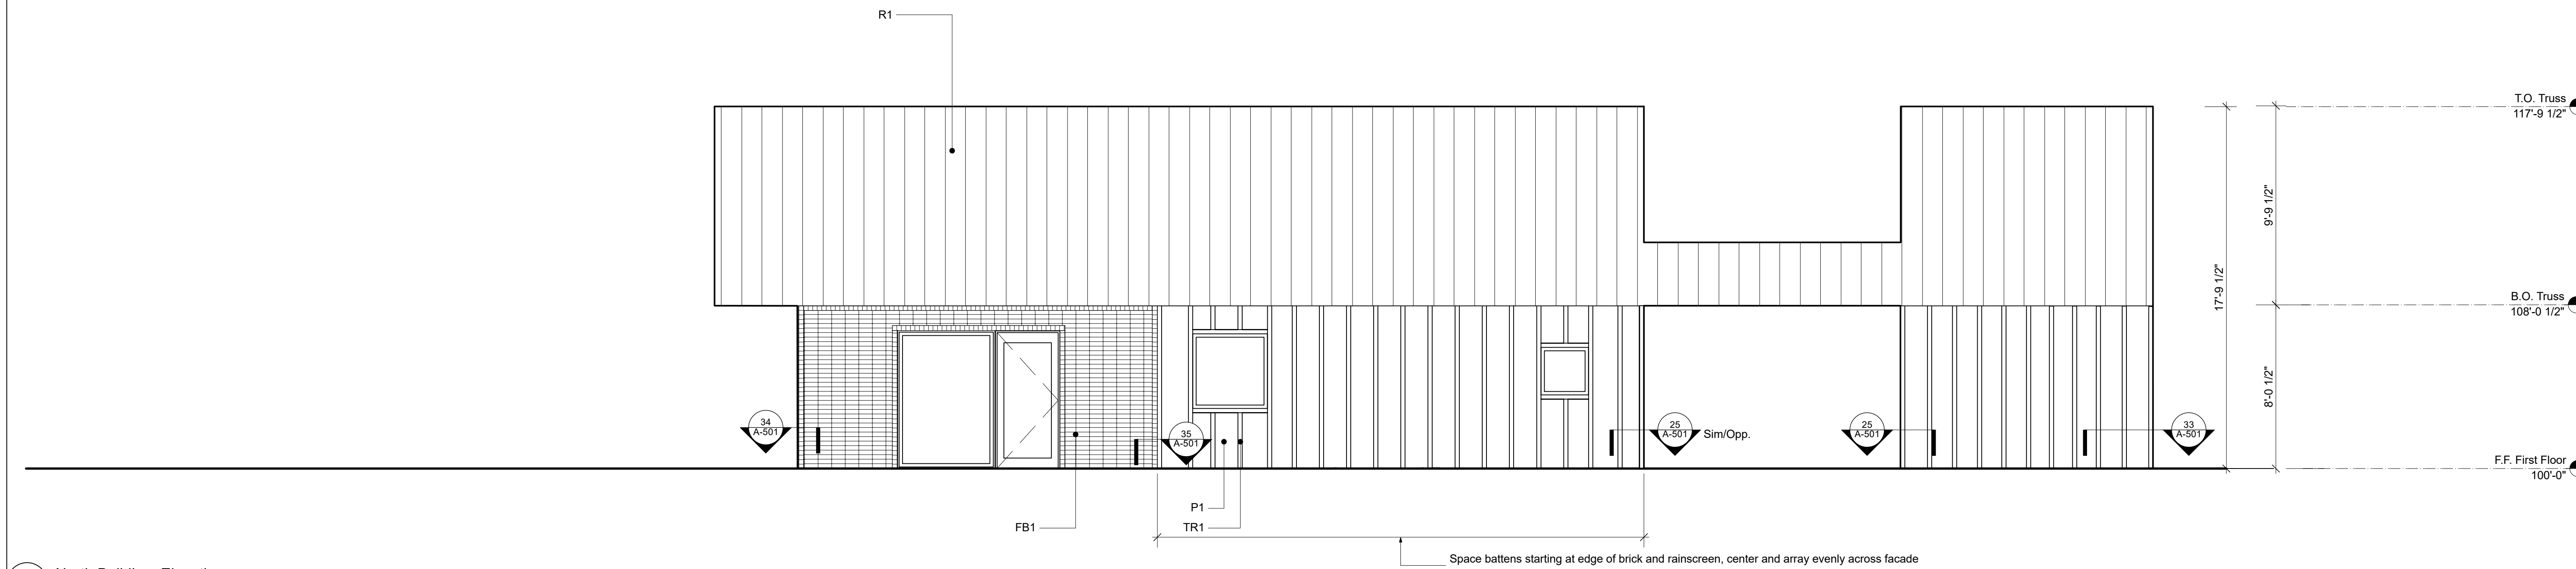 R1
T.O. Truss
117'-9 1/2"
9'-9 1/2"
17'-9 1/2"
B.O. Truss
108'-0 1/2"
8'-0 1/2"
34
A-501
35
A-501
25
A-501
Sim/Opp.
25
A-501
33
A-501
F.F. First Floor
100'-0"
P1
FB1
TR1
Space battens starting at edge of brick and rainscreen, center and array evenly across facade